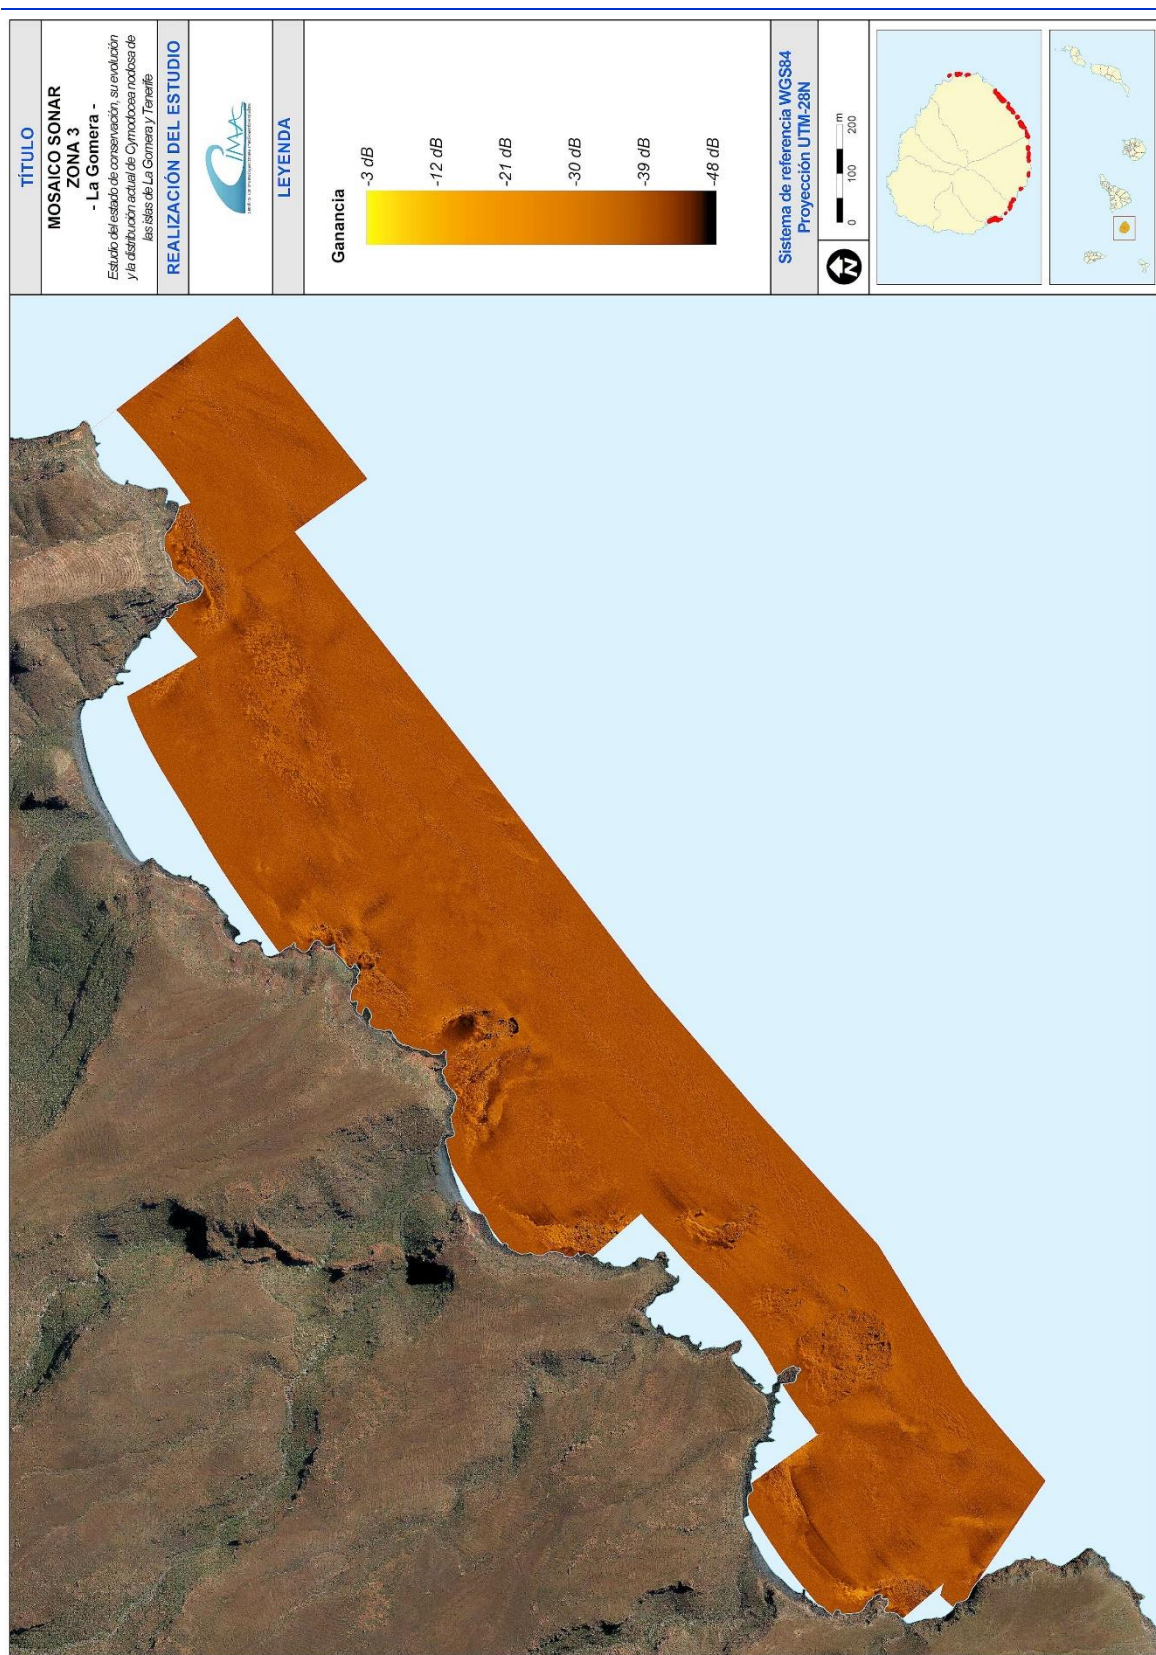 TÍTULO
MOSAICO SONAR
ZONA 3
- La Gomera -
Estudio del estado de conservación, su evolución
y la distribución actual de Cymodocea nodosa de
las islas de La Gomera y Tenerife
REALIZACIÓN DEL ESTUDIO
CIMA
LEYENDA
Ganancia
-3 dB
-12 dB
-21 dB
-30 dB
-39 dB
-48 dB
Sistema de referencia WGS84
Proyección UTM-28N
N
0 100 200
m